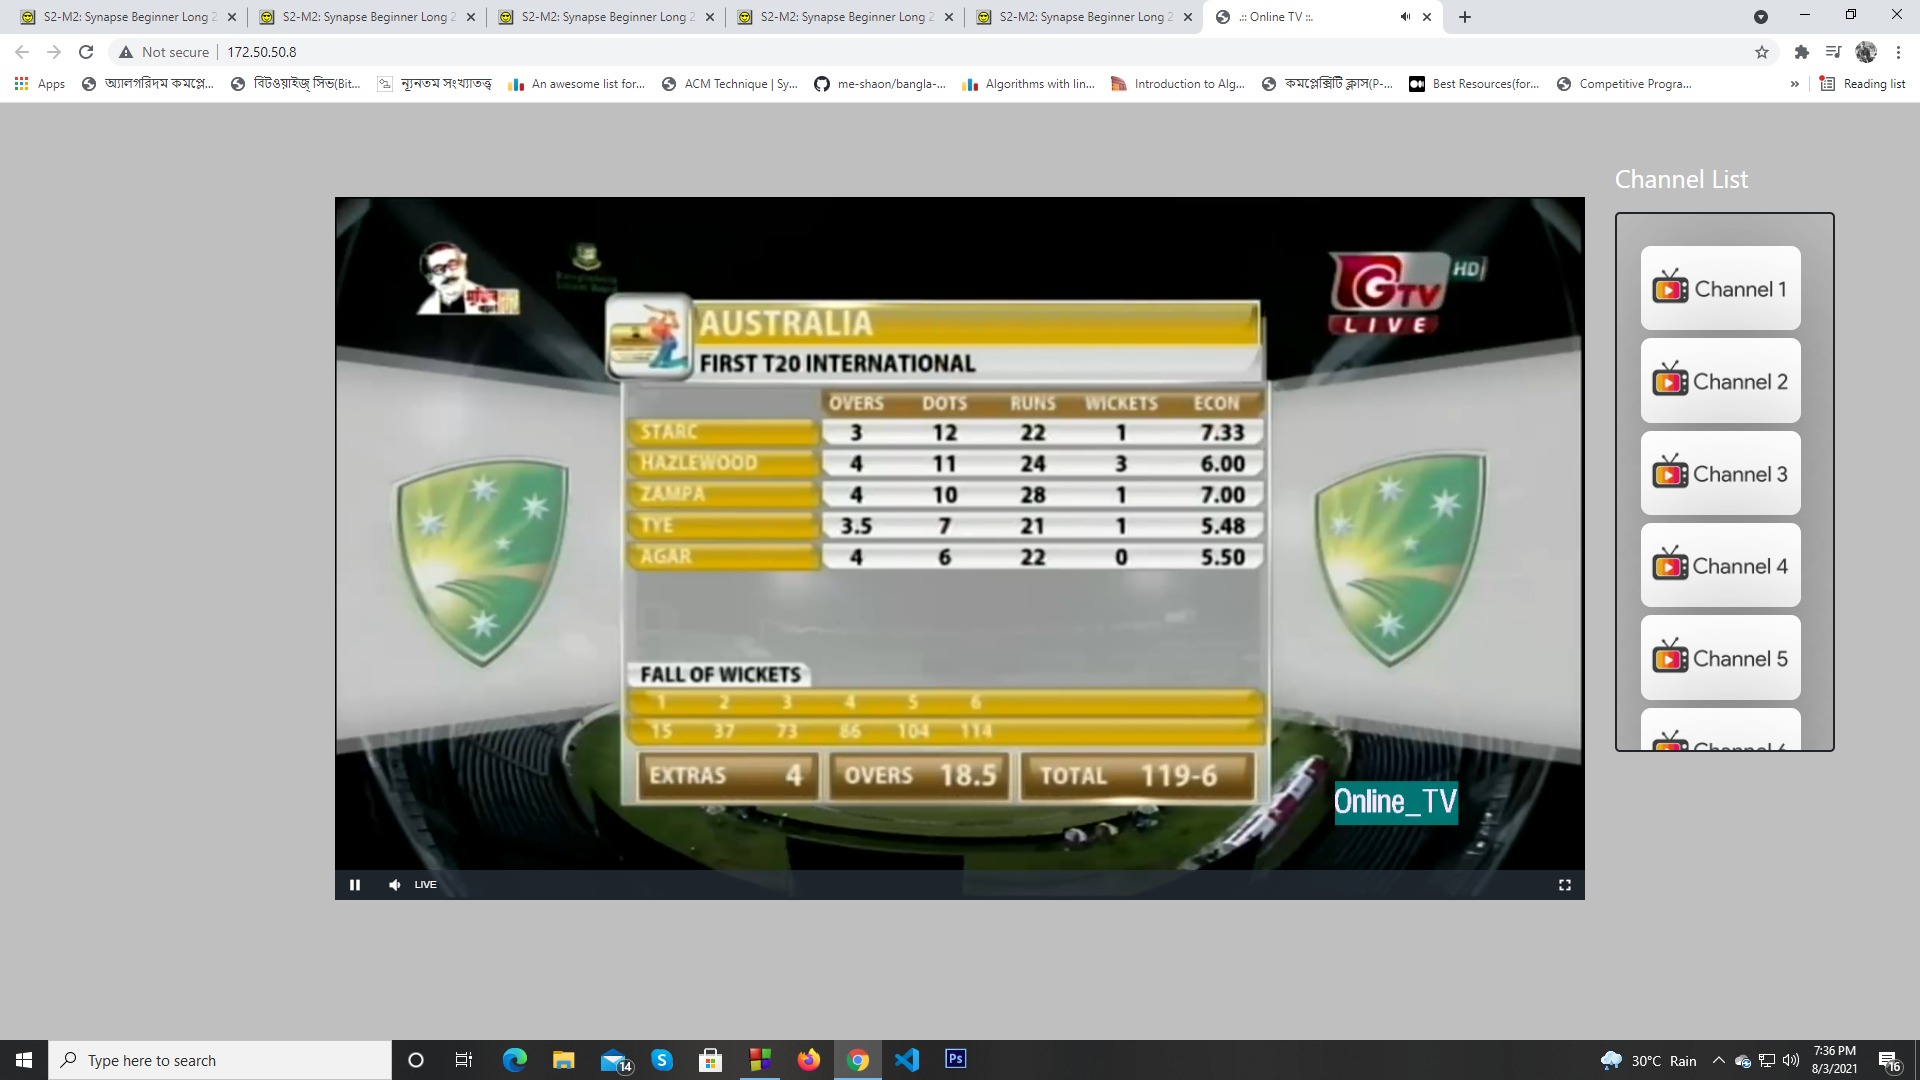 S2-M2: Synapse Beginner Long 2
S2-M2: Synapse Beginner Long 2
S2-M2: Synapse Beginner Long 2
S2-M2: Synapse Beginner Long 2
S2-M2: Synapse Beginner Long 2
.:: Online TV ::.
Not secure
172.50.50.8
Apps
অ্যালগরিদম কমপ্লে...
বিটওয়াইজ্ সিভ(Bit...
ন্যূনতম সংখ্যাতত্ত্ব
An awesome list for...
ACM Technique | Sy...
me-shaon/bangla-...
Algorithms with lin...
Introduction to Alg...
কমপ্লেক্সিটি ক্লাস(P-...
Best Resources(for...
Competitive Progra...
»
Reading list
Channel List
Channel 1
Channel 2
Channel 3
Channel 4
Channel 5
Channel 6
GTV HD
LIVE
AUSTRALIA
FIRST T20 INTERNATIONAL
OVERS DOTS RUNS WICKETS ECON
STARC 3 12 22 1 7.33
HAZLEWOOD 4 11 24 3 6.00
ZAMPA 4 10 28 1 7.00
TYE 3.5 7 21 1 5.48
AGAR 4 6 22 0 5.50
FALL OF WICKETS
1 2 3 4 5 6
15 37 73 86 104 114
EXTRAS 4 OVERS 18.5 TOTAL 119-6
Online_TV
LIVE
Type here to search
14
Ps
30°C Rain
7:36 PM
8/3/2021
16